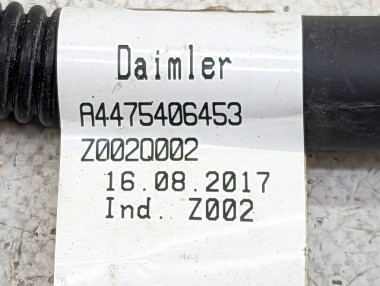 Daimler
A4475406453
Z002Q002
16.08.2017
Ind. Z002